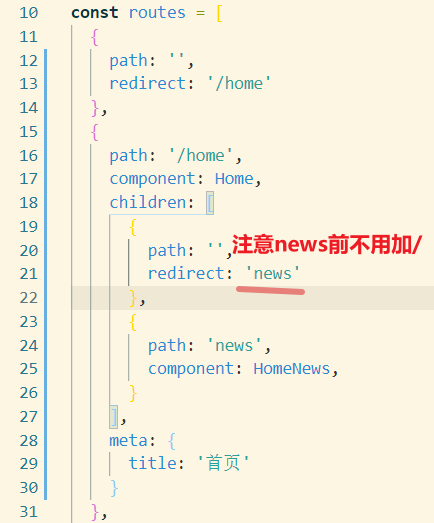 10 const routes = [
11 {
12 path: '',
13 redirect: '/home'
14 },
15 {
16 path: '/home',
17 component: Home,
18 children: [
19 {
20 path: '', 注意news前不用加/
21 redirect: 'news'
22 },
23 {
24 path: 'news',
25 component: HomeNews,
26 }
27 ],
28 meta: {
29 title: '首页'
30 }
31 },